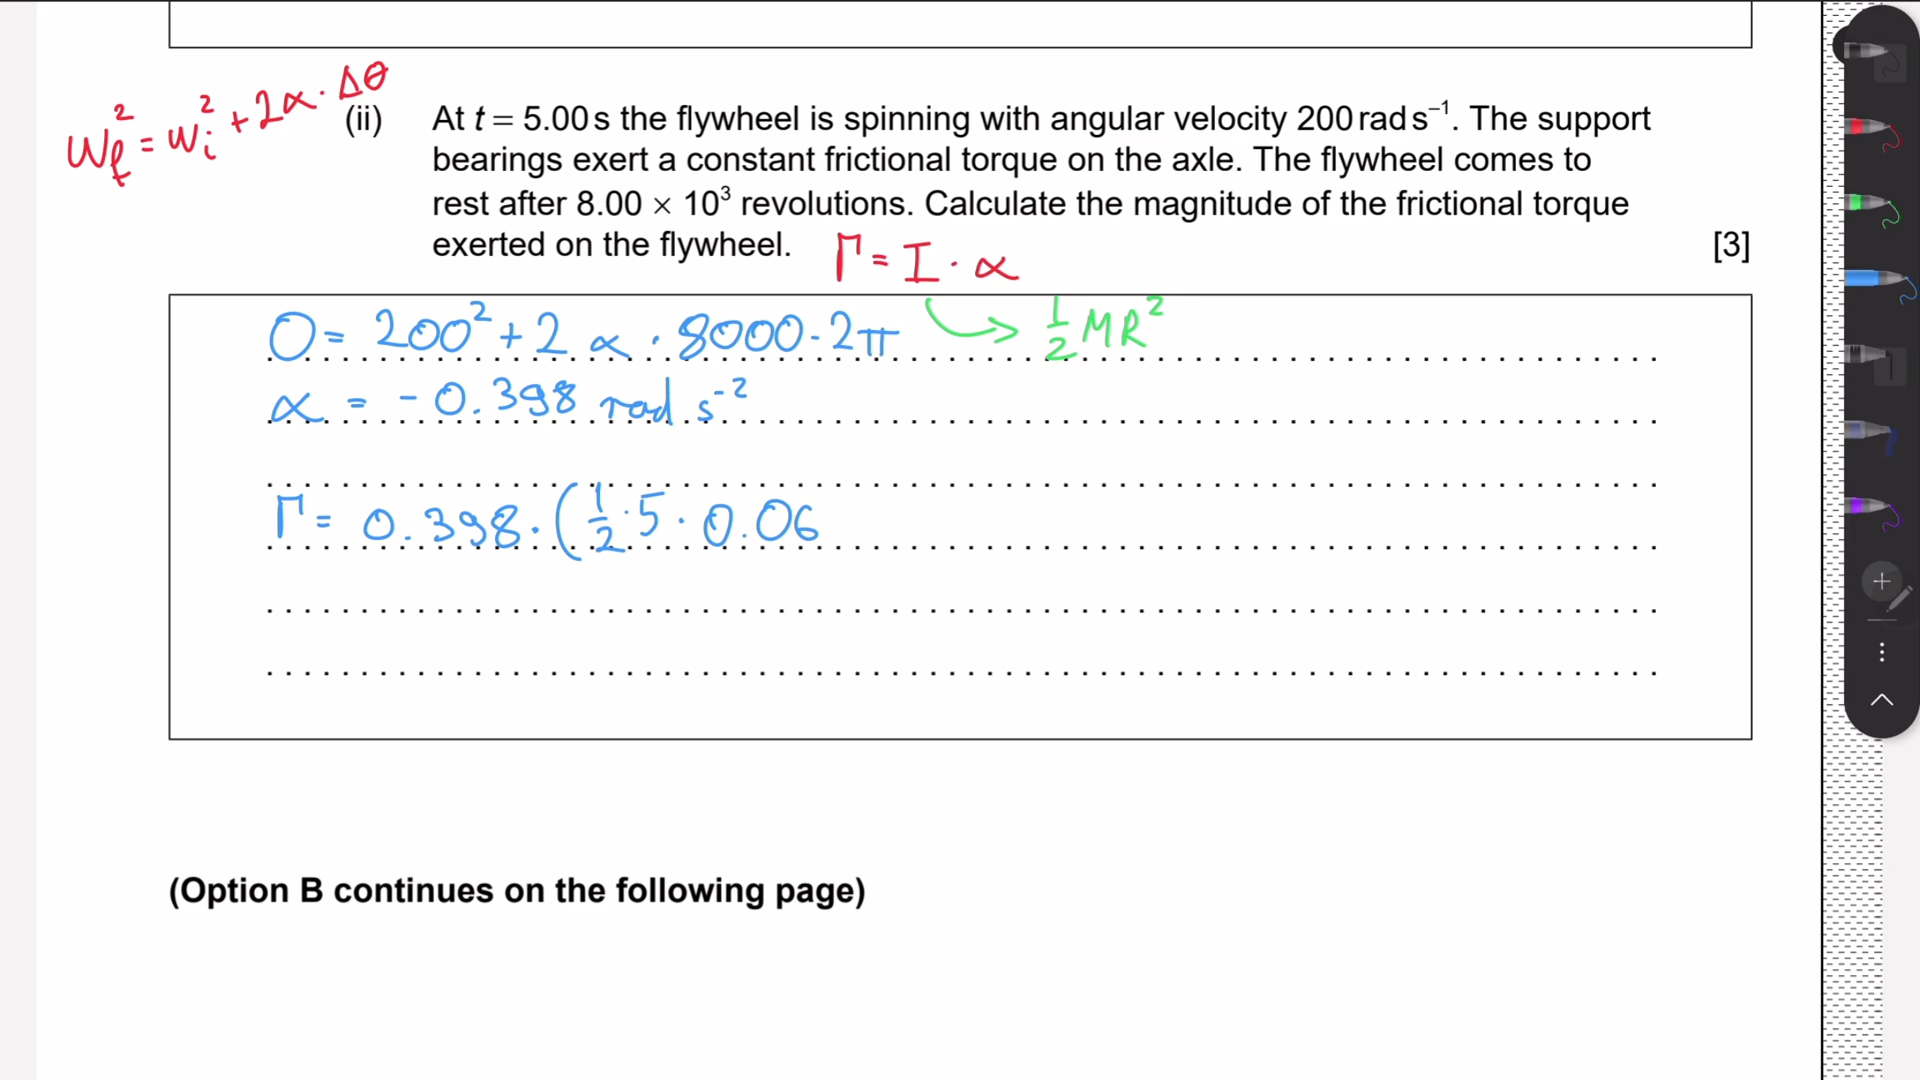 ω_f² = ω_i² + 2α · Δθ
(ii) At t = 5.00 s the flywheel is spinning with angular velocity 200 rad s⁻¹. The support
bearings exert a constant frictional torque on the axle. The flywheel comes to
rest after 8.00 × 10³ revolutions. Calculate the magnitude of the frictional torque
exerted on the flywheel. [3]
Γ = I · α
0 = 200² + 2 α · 8000 · 2π
½ MR²
α = - 0.398 rad s⁻²
Γ = 0.398 · (½ · 5 · 0.06
(Option B continues on the following page)